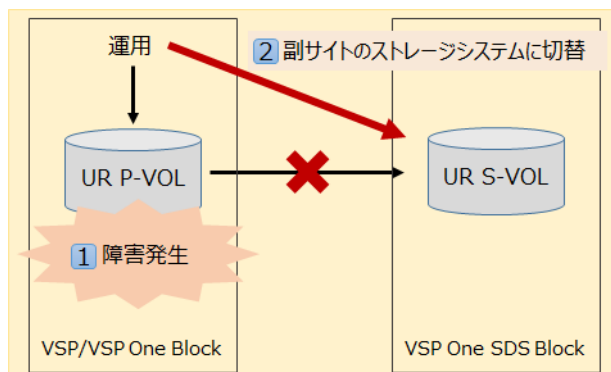 運用
2 副サイトのストレージシステムに切替
UR P-VOL
UR S-VOL
1 障害発生
VSP/VSP One Block
VSP One SDS Block